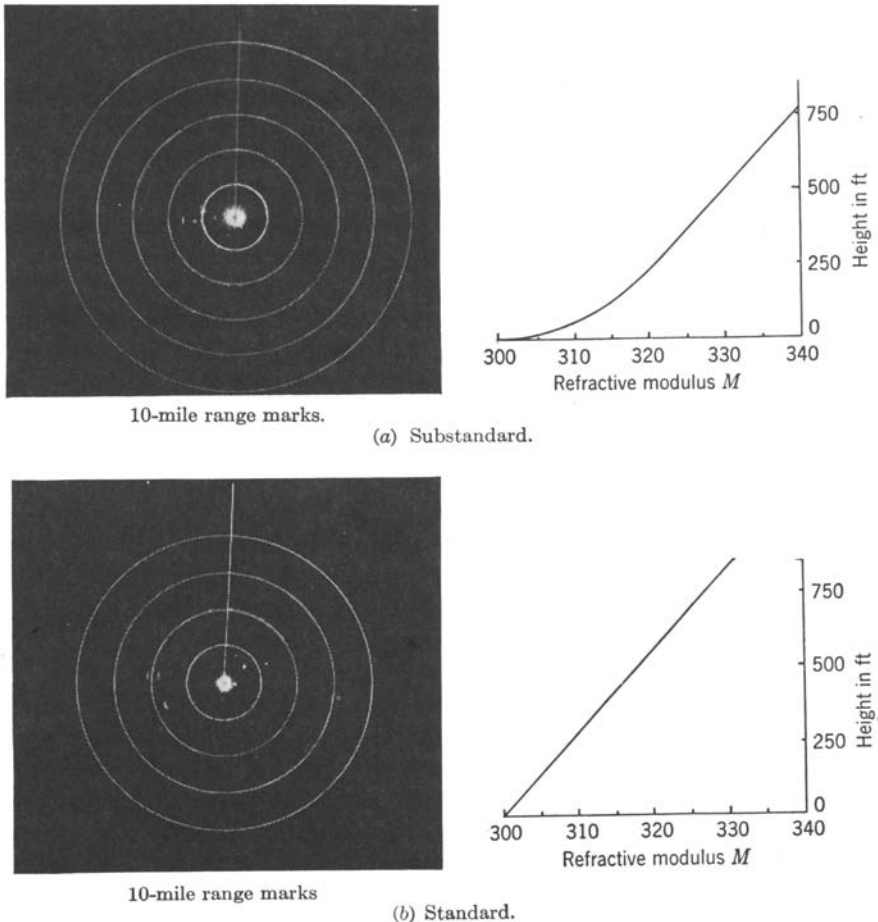 750
500
250
0
Height in ft
300 310 320 330 340
Refractive modulus M
10-mile range marks.
(a) Substandard.
750
500
250
0
Height in ft
300 310 320 330 340
Refractive modulus M
10-mile range marks
(b) Standard.